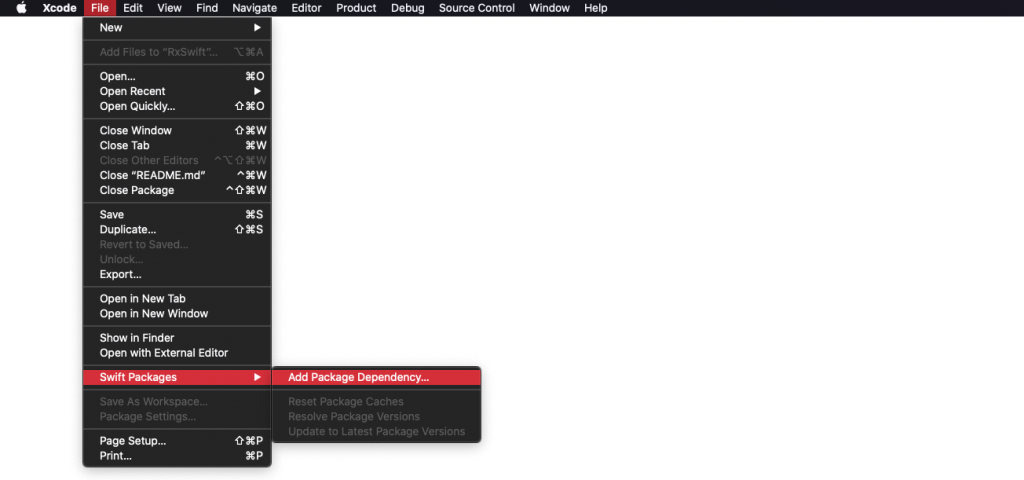 Xcode File Edit View Find Navigate Editor Product Debug Source Control Window Help
New ▶
Add Files to “RxSwift”... ⌥⌘A
Open... ⌘O
Open Recent ▶
Open Quickly... ⇧⌘O
Close Window ⇧⌘W
Close Tab ⌘W
Close Other Editors ^⌥⇧⌘W
Close “README.md” ^⌘W
Close Package ^⇧⌘W
Save ⌘S
Duplicate... ⇧⌘S
Revert to Saved...
Unlock...
Export...
Open in New Tab
Open in New Window
Show in Finder
Open with External Editor
Swift Packages ▶ Add Package Dependency...
Save As Workspace... Reset Package Caches
Package Settings... Resolve Package Versions
Update to Latest Package Versions
Page Setup... ⇧⌘P
Print... ⌘P